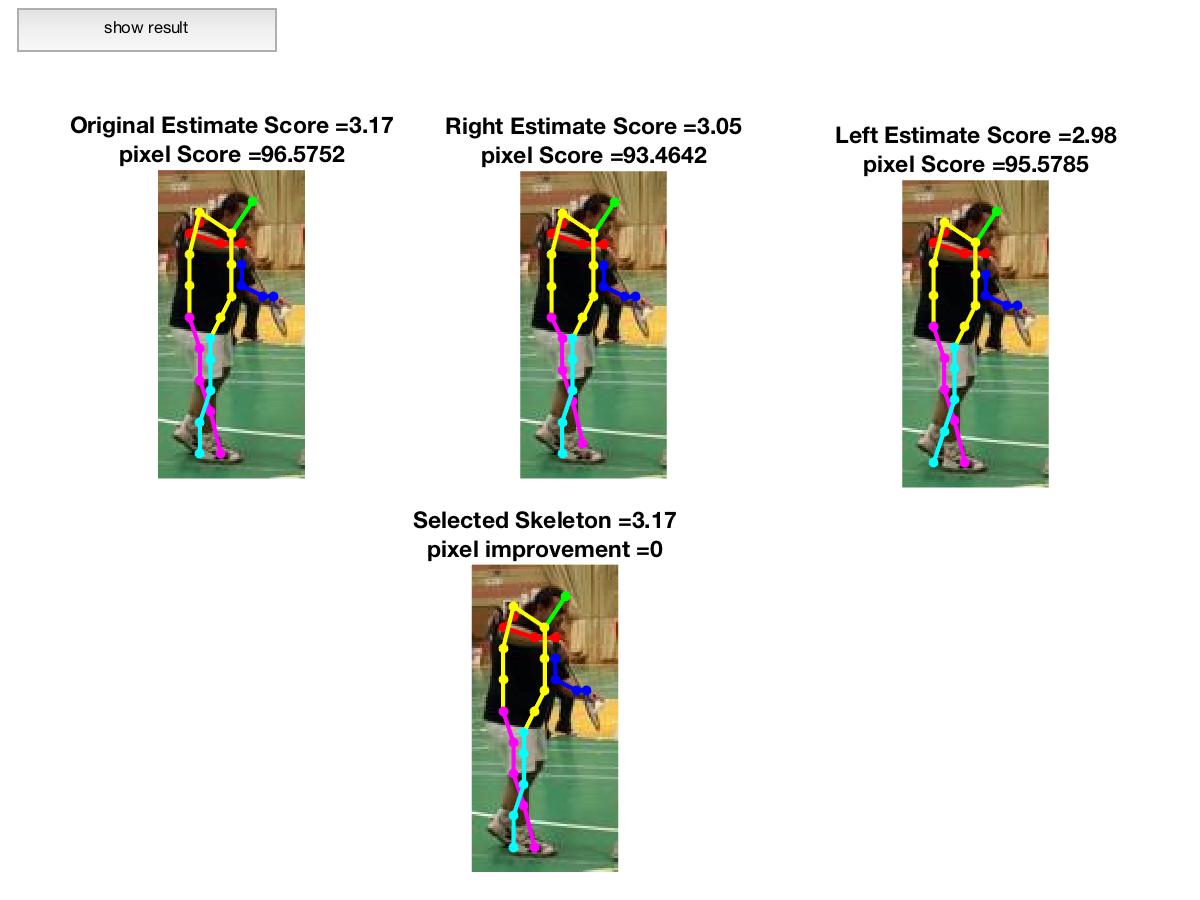 show result
Original Estimate Score =3.17
pixel Score =96.5752
Right Estimate Score =3.05
pixel Score =93.4642
Left Estimate Score =2.98
pixel Score =95.5785
Selected Skeleton =3.17
pixel improvement =0